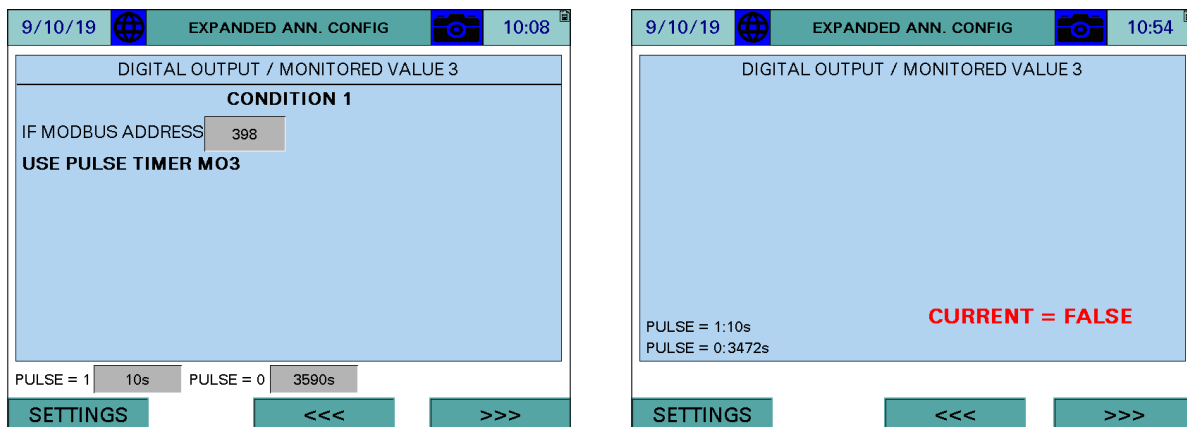 9/10/19 EXPANDED ANN. CONFIG 10:08
DIGITAL OUTPUT / MONITORED VALUE 3
CONDITION 1
IF MODBUS ADDRESS 398
USE PULSE TIMER MO3
PULSE = 1 10s PULSE = 0 3590s
SETTINGS <<< >>>
9/10/19 EXPANDED ANN. CONFIG 10:54
DIGITAL OUTPUT / MONITORED VALUE 3
CURRENT = FALSE
PULSE = 1:10s
PULSE = 0:3472s
SETTINGS <<< >>>